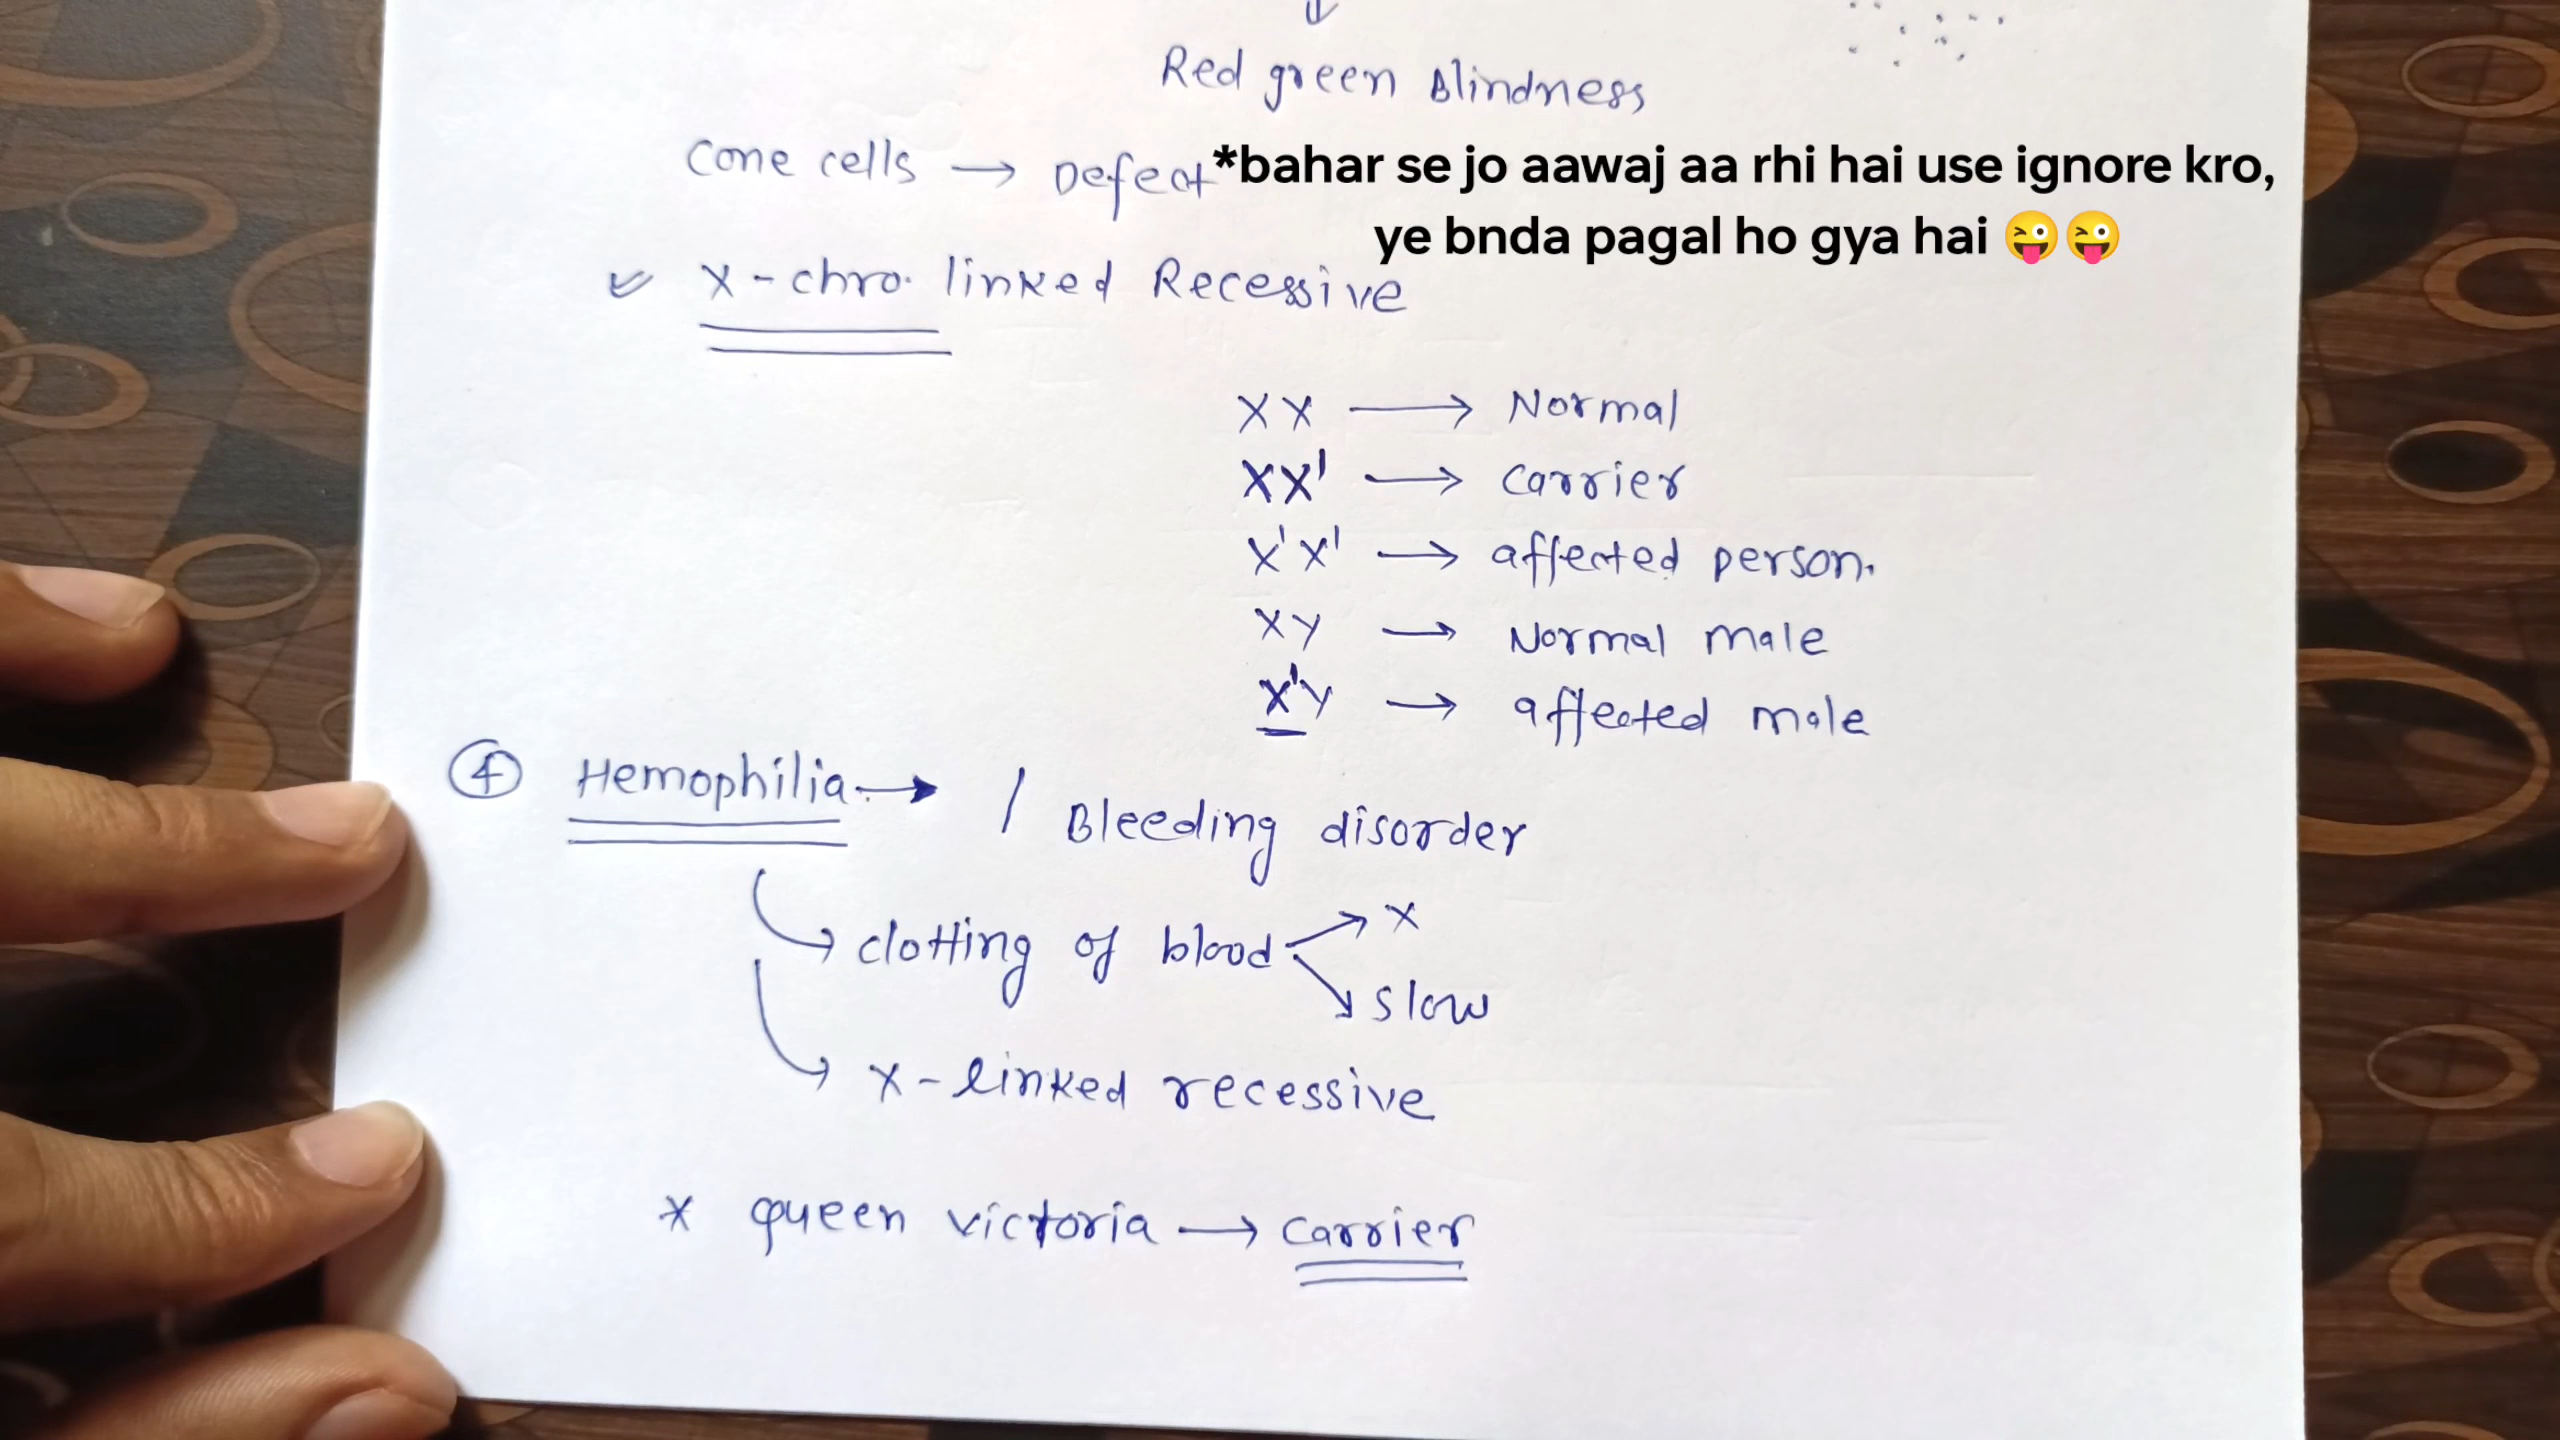 Red green Blindness
Cone cells → Defect
*bahar se jo aawaj aa rhi hai use ignore kro,
ye bnda pagal ho gya hai 😜😜
X-chro. linked Recessive
XX → Normal
XX' → Carrier
X'X' → affected person.
XY → Normal male
X'Y → affected male
④ Hemophilia → / Bleeding disorder
clotting of blood → X
→ slow
X-linked recessive
* queen victoria → Carrier